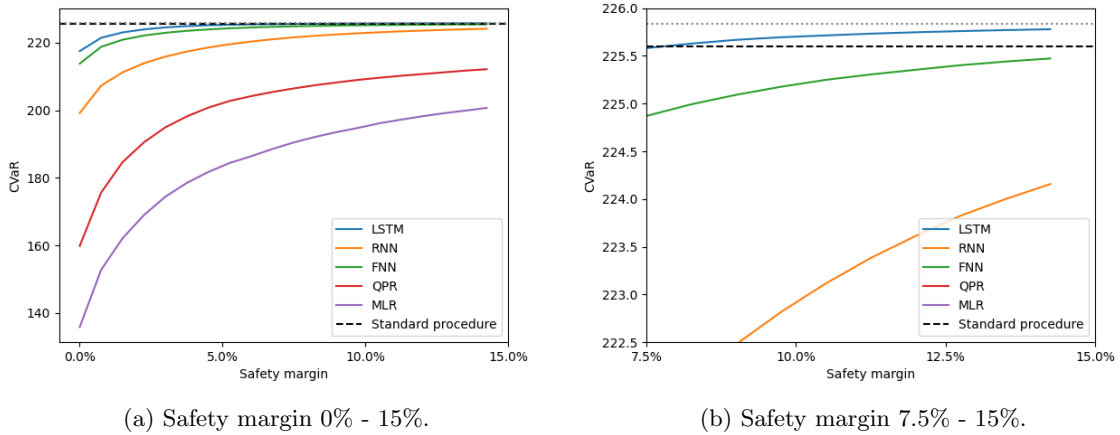 220
200
180
160
140
CVaR
0.0%
5.0%
10.0%
15.0%
Safety margin
LSTM
RNN
FNN
QPR
MLR
Standard procedure
(a) Safety margin 0% - 15%.
226.0
225.5
225.0
224.5
224.0
223.5
223.0
222.5
CVaR
7.5%
10.0%
12.5%
15.0%
Safety margin
LSTM
RNN
FNN
QPR
MLR
Standard procedure
(b) Safety margin 7.5% - 15%.